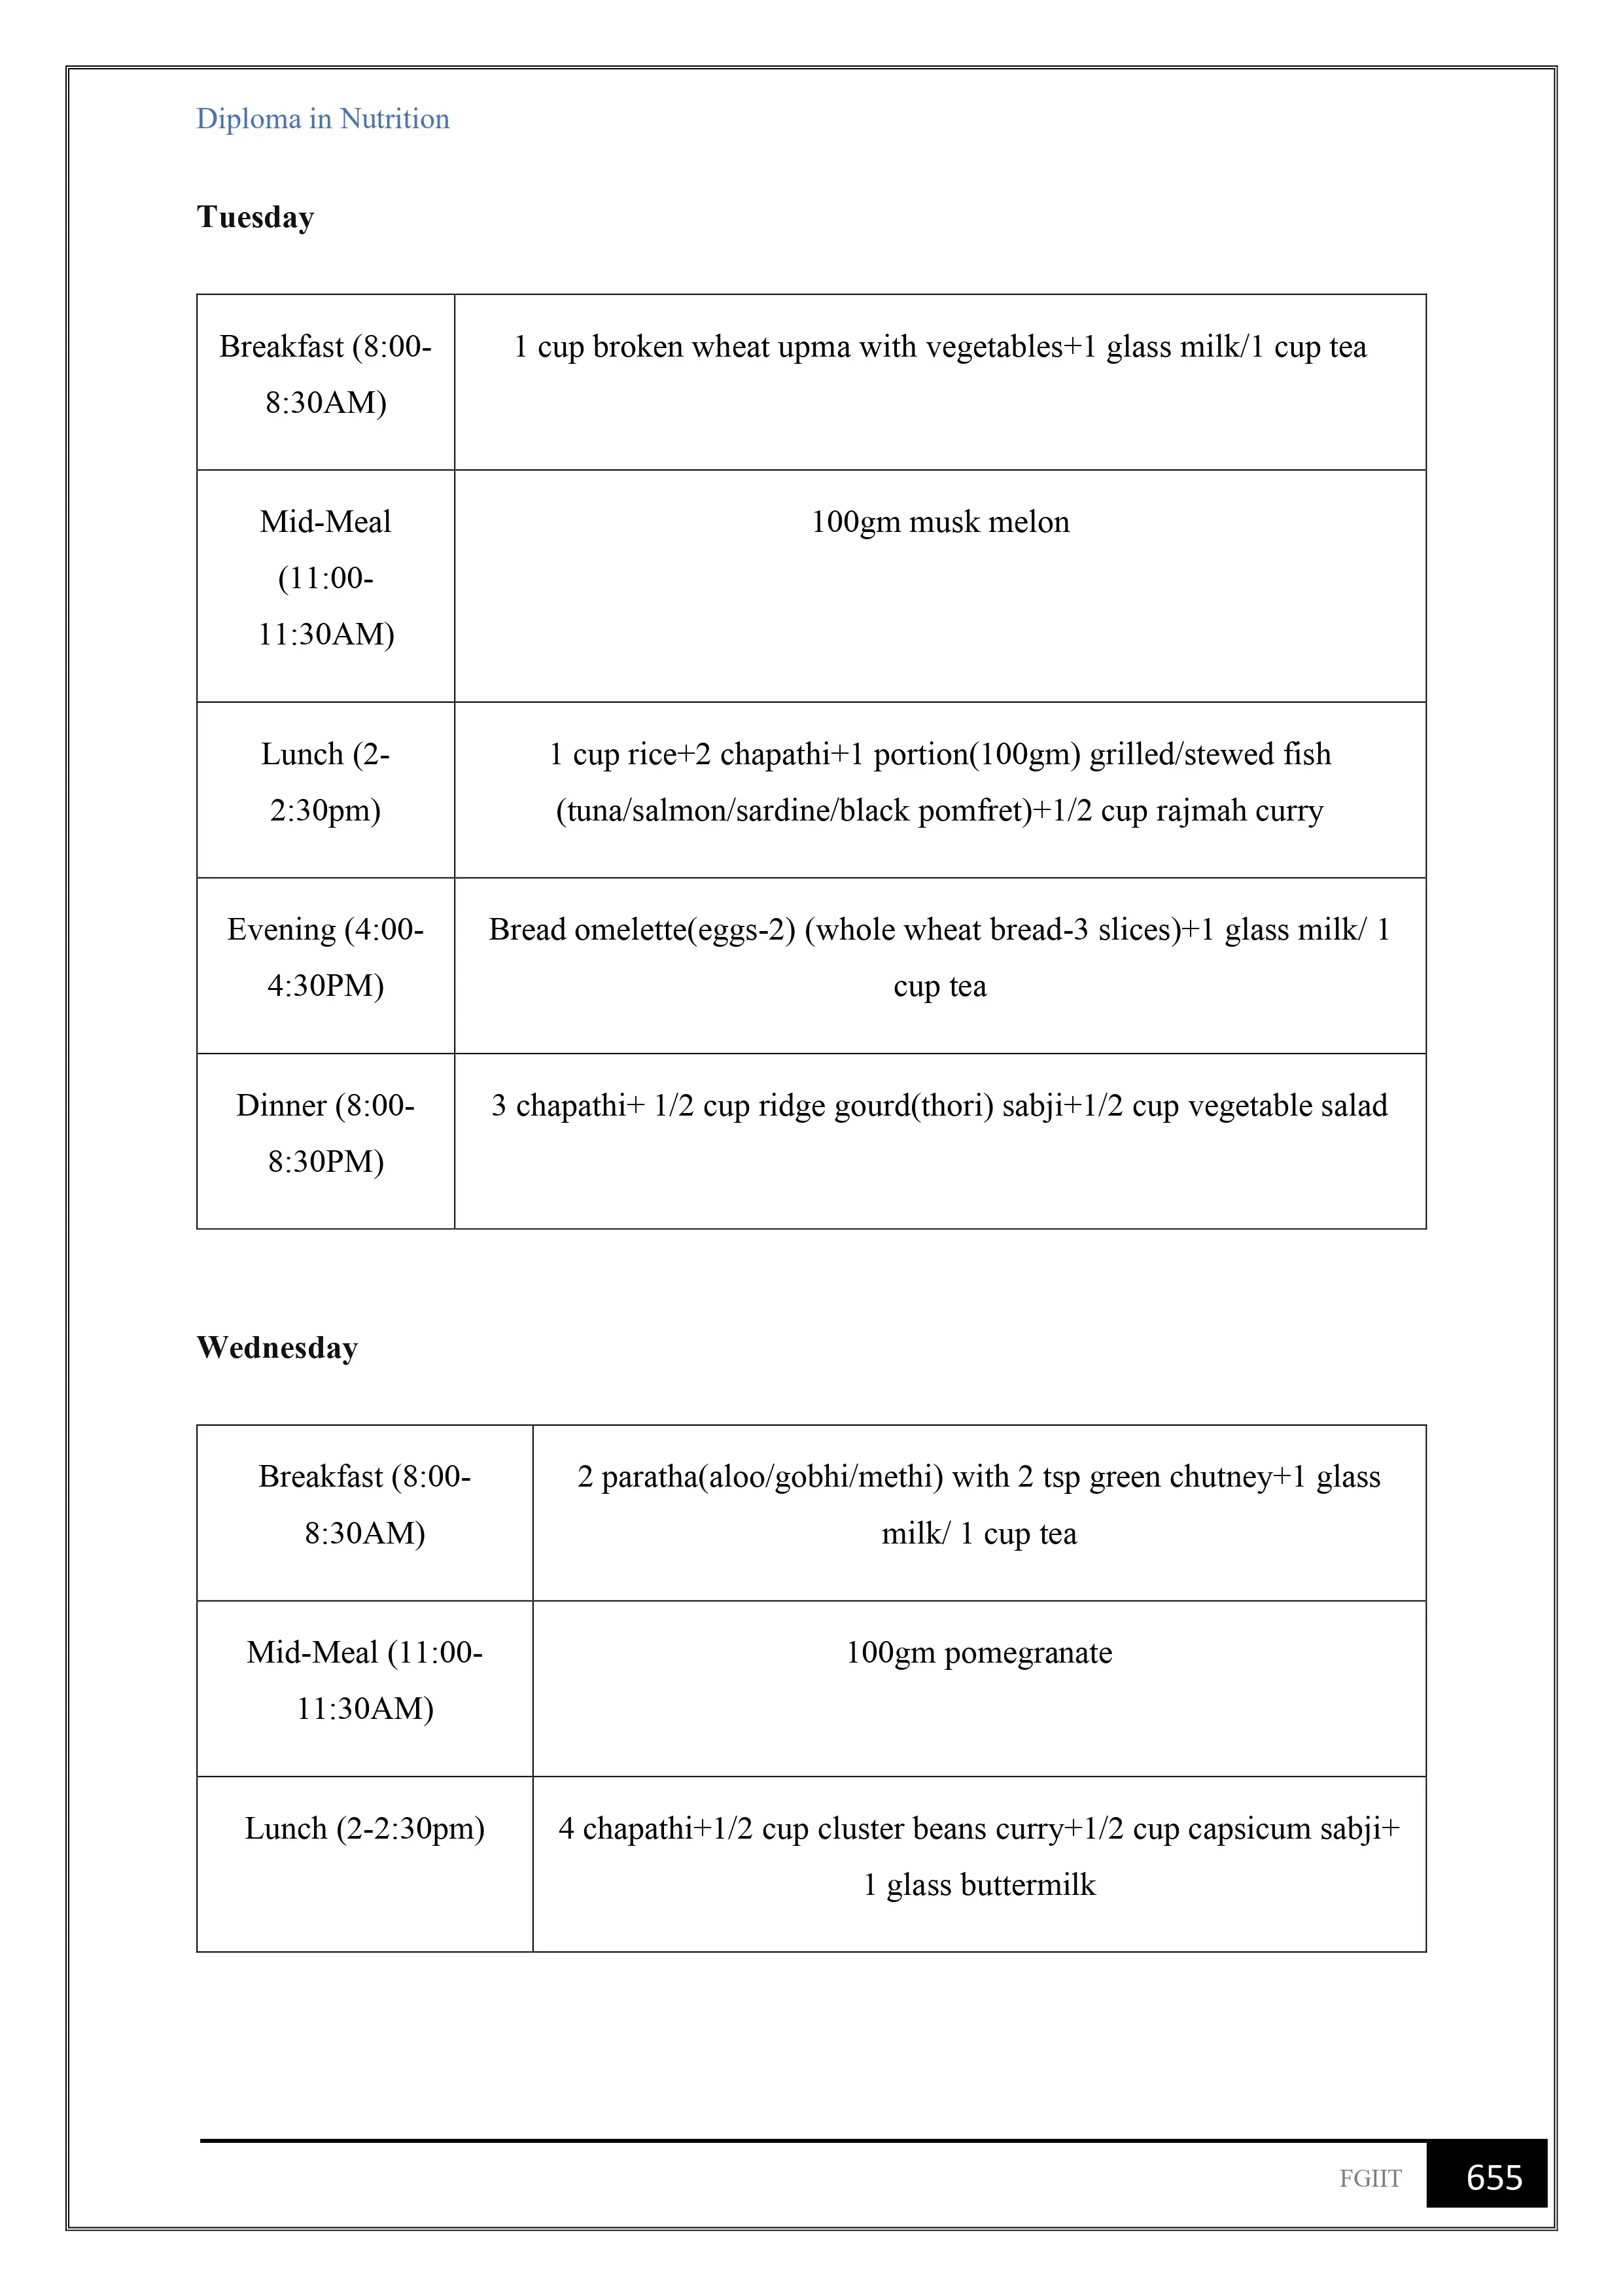 Diploma in Nutrition
Tuesday
Breakfast (8:00-
8:30AM)
1 cup broken wheat upma with vegetables+1 glass milk/1 cup tea
Mid-Meal
(11:00-
11:30AM)
100gm musk melon
Lunch (2-
2:30pm)
1 cup rice+2 chapathi+1 portion(100gm) grilled/stewed fish
(tuna/salmon/sardine/black pomfret)+1/2 cup rajmah curry
Evening (4:00-
4:30PM)
Bread omelette(eggs-2) (whole wheat bread-3 slices)+1 glass milk/ 1
cup tea
Dinner (8:00-
8:30PM)
3 chapathi+ 1/2 cup ridge gourd(thori) sabji+1/2 cup vegetable salad
Wednesday
Breakfast (8:00-
8:30AM)
2 paratha(aloo/gobhi/methi) with 2 tsp green chutney+1 glass
milk/ 1 cup tea
Mid-Meal (11:00-
11:30AM)
100gm pomegranate
Lunch (2-2:30pm)
4 chapathi+1/2 cup cluster beans curry+1/2 cup capsicum sabji+
1 glass buttermilk
FGIIT 655